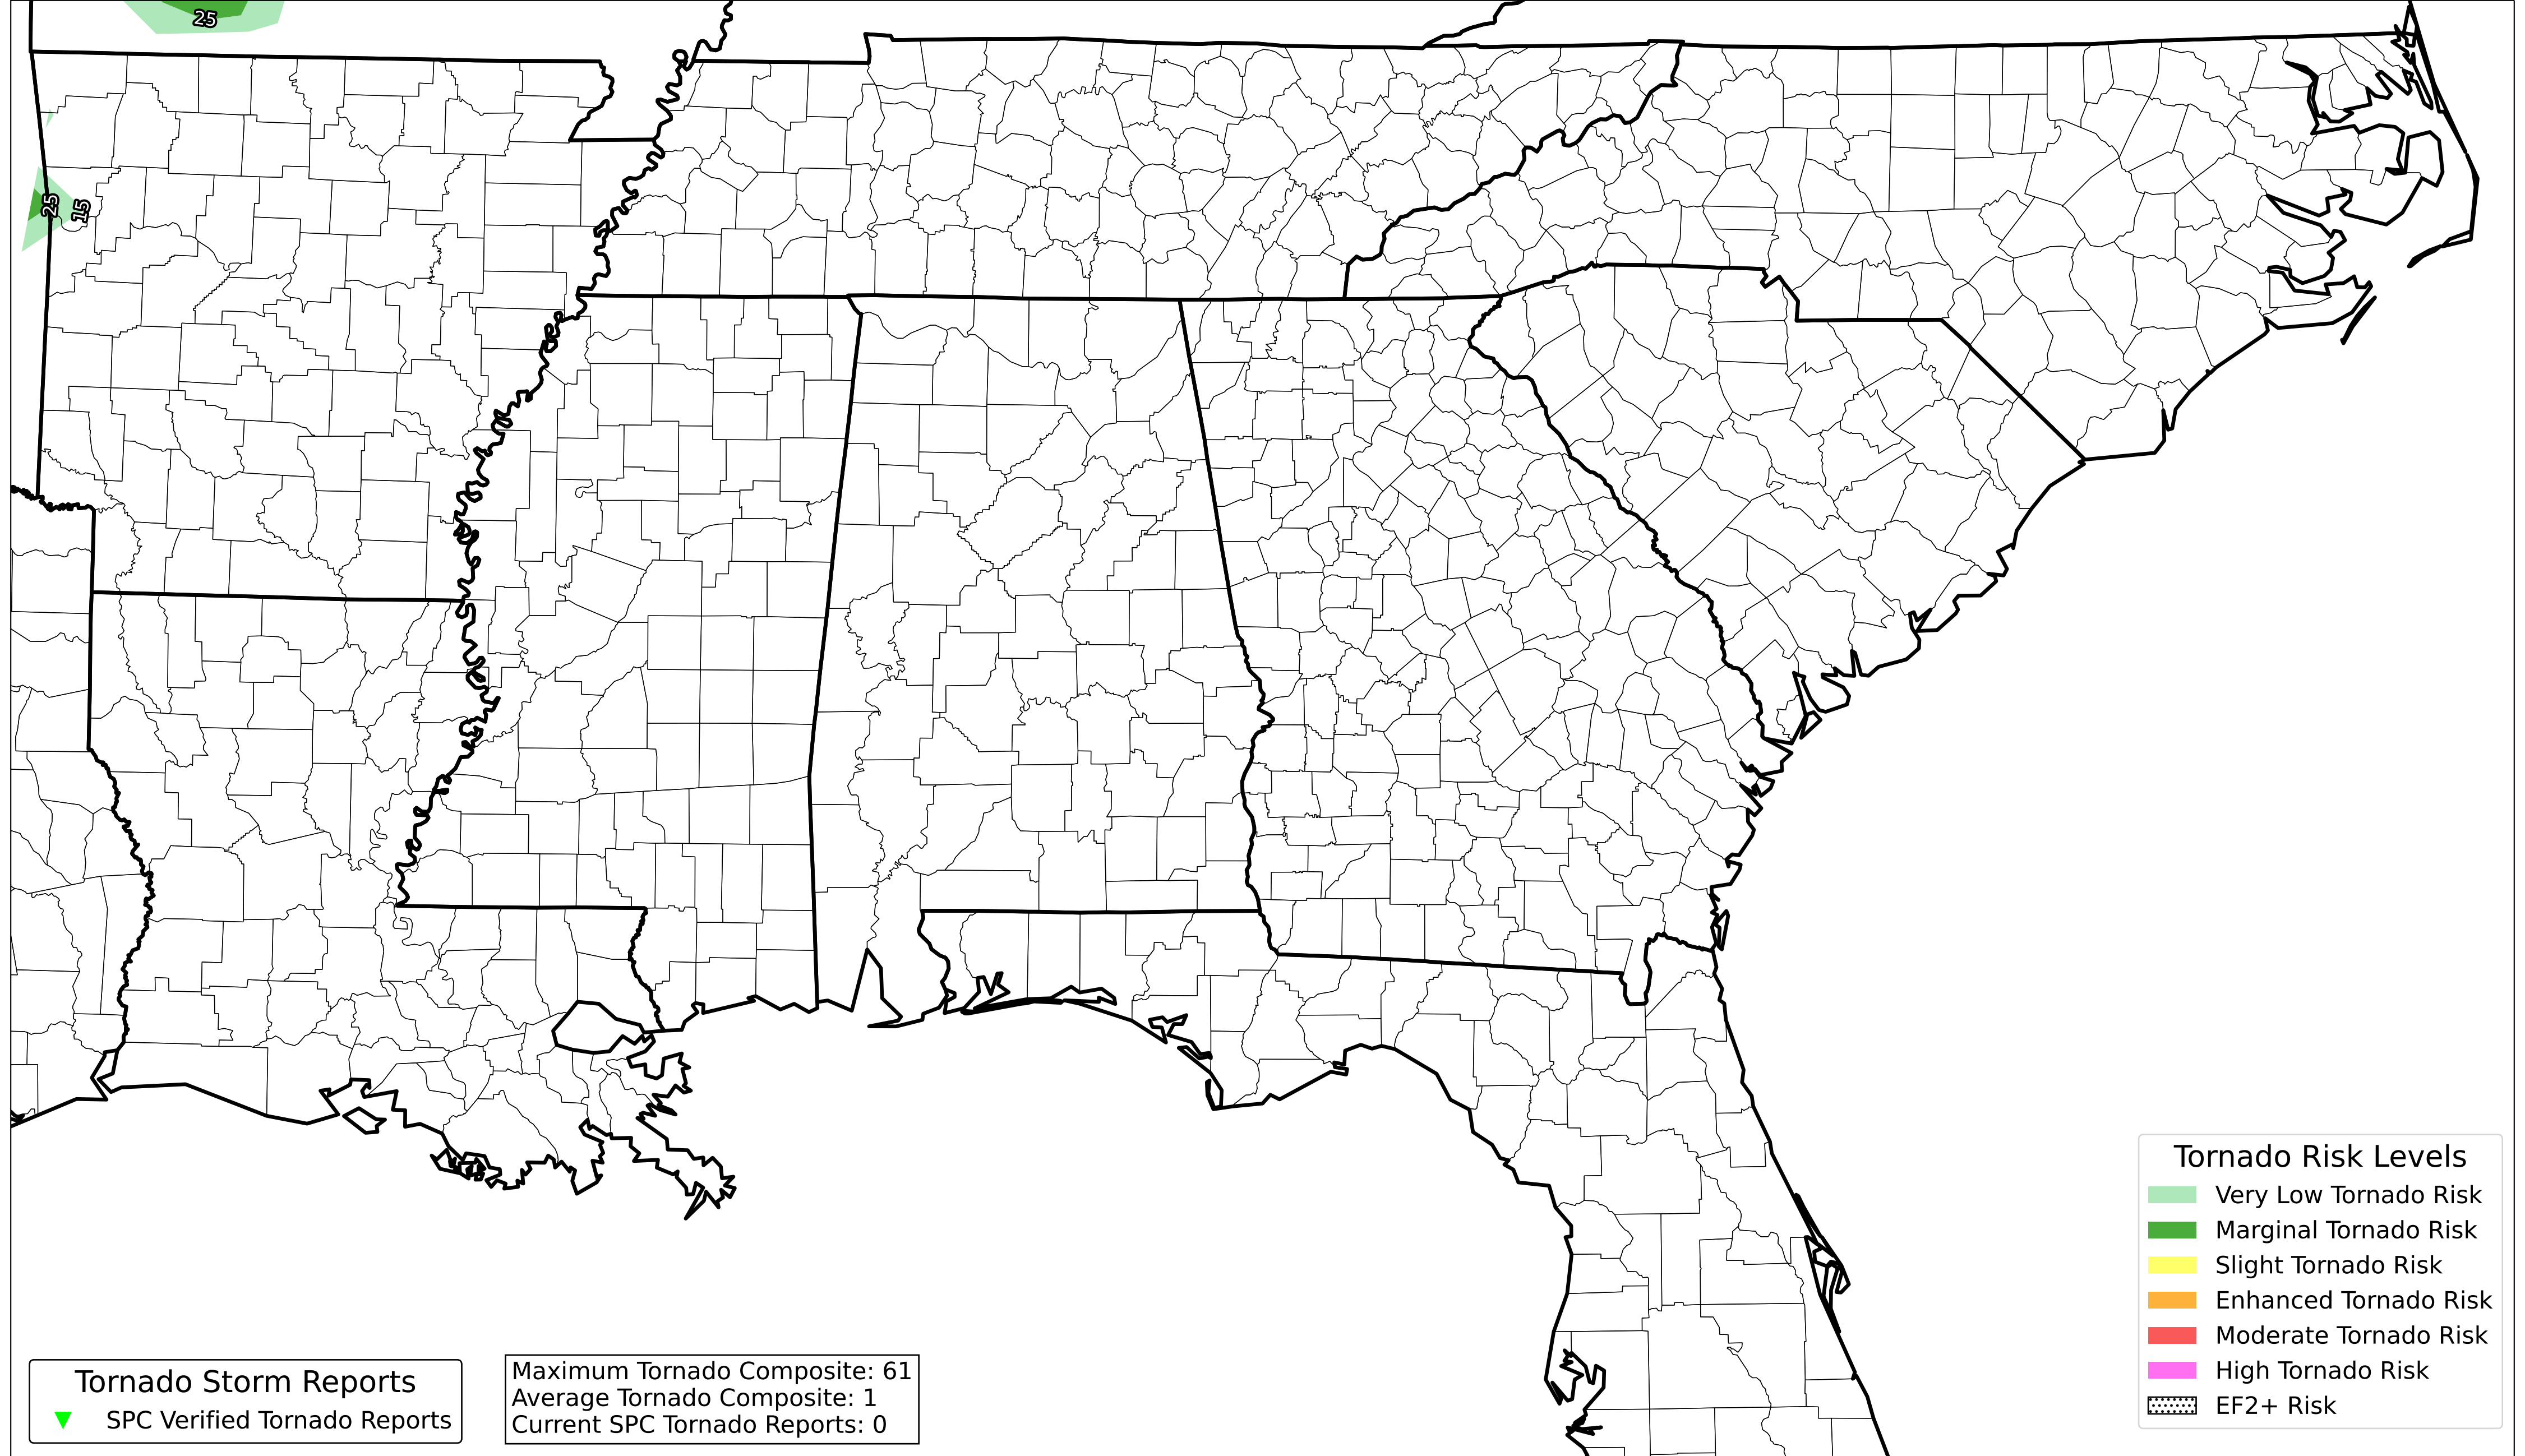 25
25
15
Tornado Risk Levels
Very Low Tornado Risk
Marginal Tornado Risk
Slight Tornado Risk
Enhanced Tornado Risk
Moderate Tornado Risk
High Tornado Risk
EF2+ Risk
Tornado Storm Reports
SPC Verified Tornado Reports
Maximum Tornado Composite: 61
Average Tornado Composite: 1
Current SPC Tornado Reports: 0